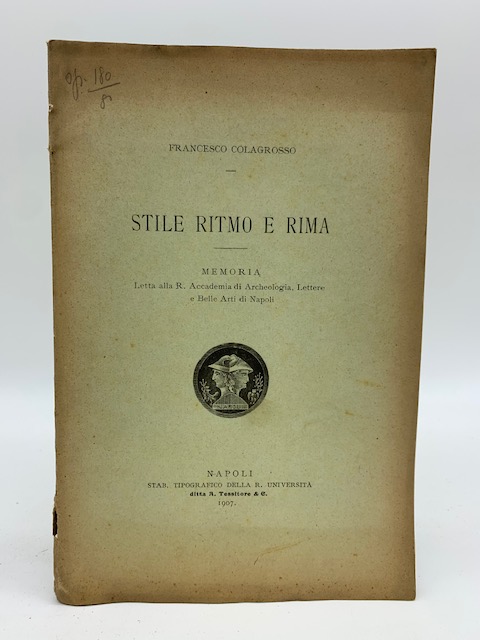 op. 180
8
FRANCESCO COLAGROSSO
STILE RITMO E RIMA
MEMORIA
Letta alla R. Accademia di Archeologia, Lettere
e Belle Arti di Napoli
NAPOLI
STAB. TIPOGRAFICO DELLA R. UNIVERSITÀ
ditta A. Tessitore & C.
1907.